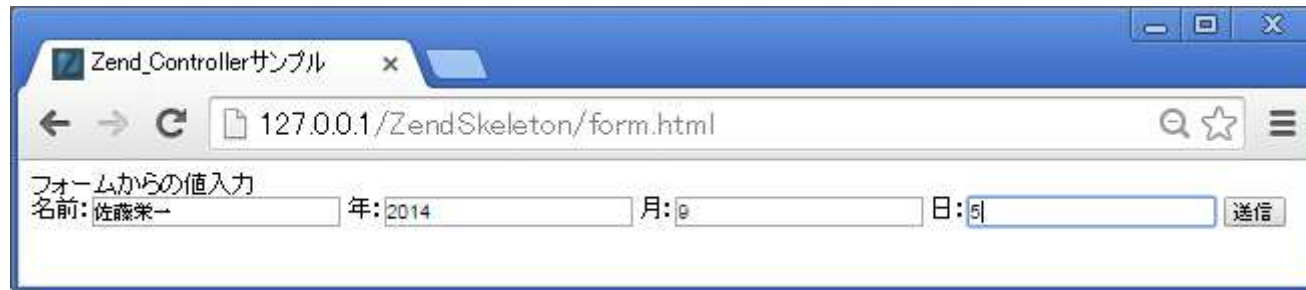 Zend_Controllerサンプル
127.0.0.1/ZendSkeleton/form.html
フォームからの値入力
名前: 佐藤栄一 年: 2014 月: 9 日: 5 送信